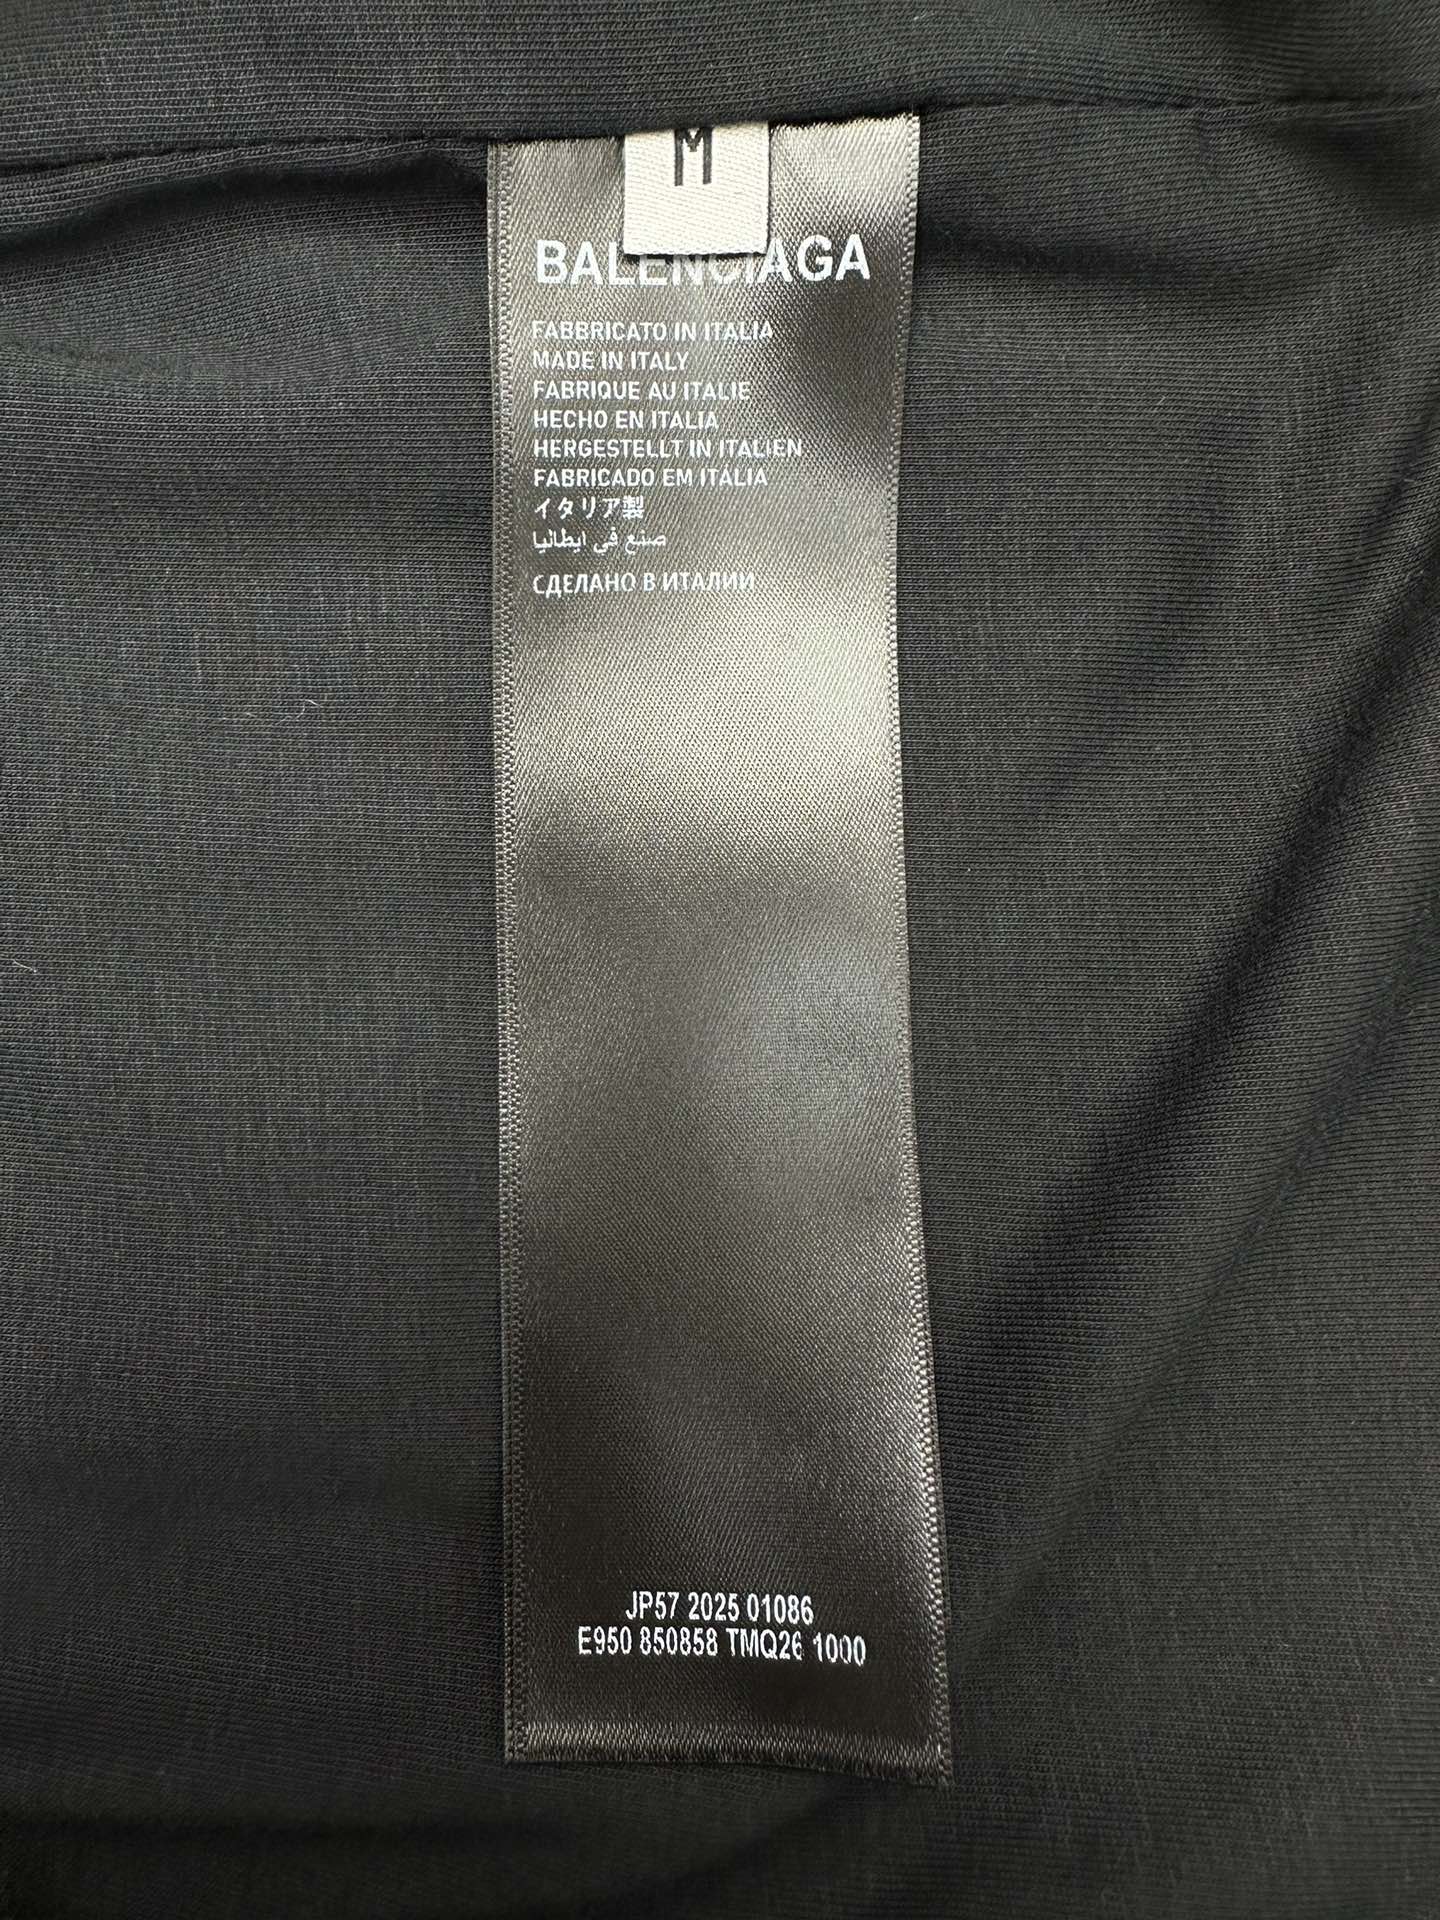 M
BALENCIAGA
FABBRICATO IN ITALIA
MADE IN ITALY
FABRIQUE AU ITALIE
HECHO EN ITALIA
HERGESTELLT IN ITALIEN
FABRICADO EM ITALIA
イタリア製
صنع في ايطاليا
СДЕЛАНО В ИТАЛИИ
JP57 2025 01086
E950 850858 TMQ26 1000